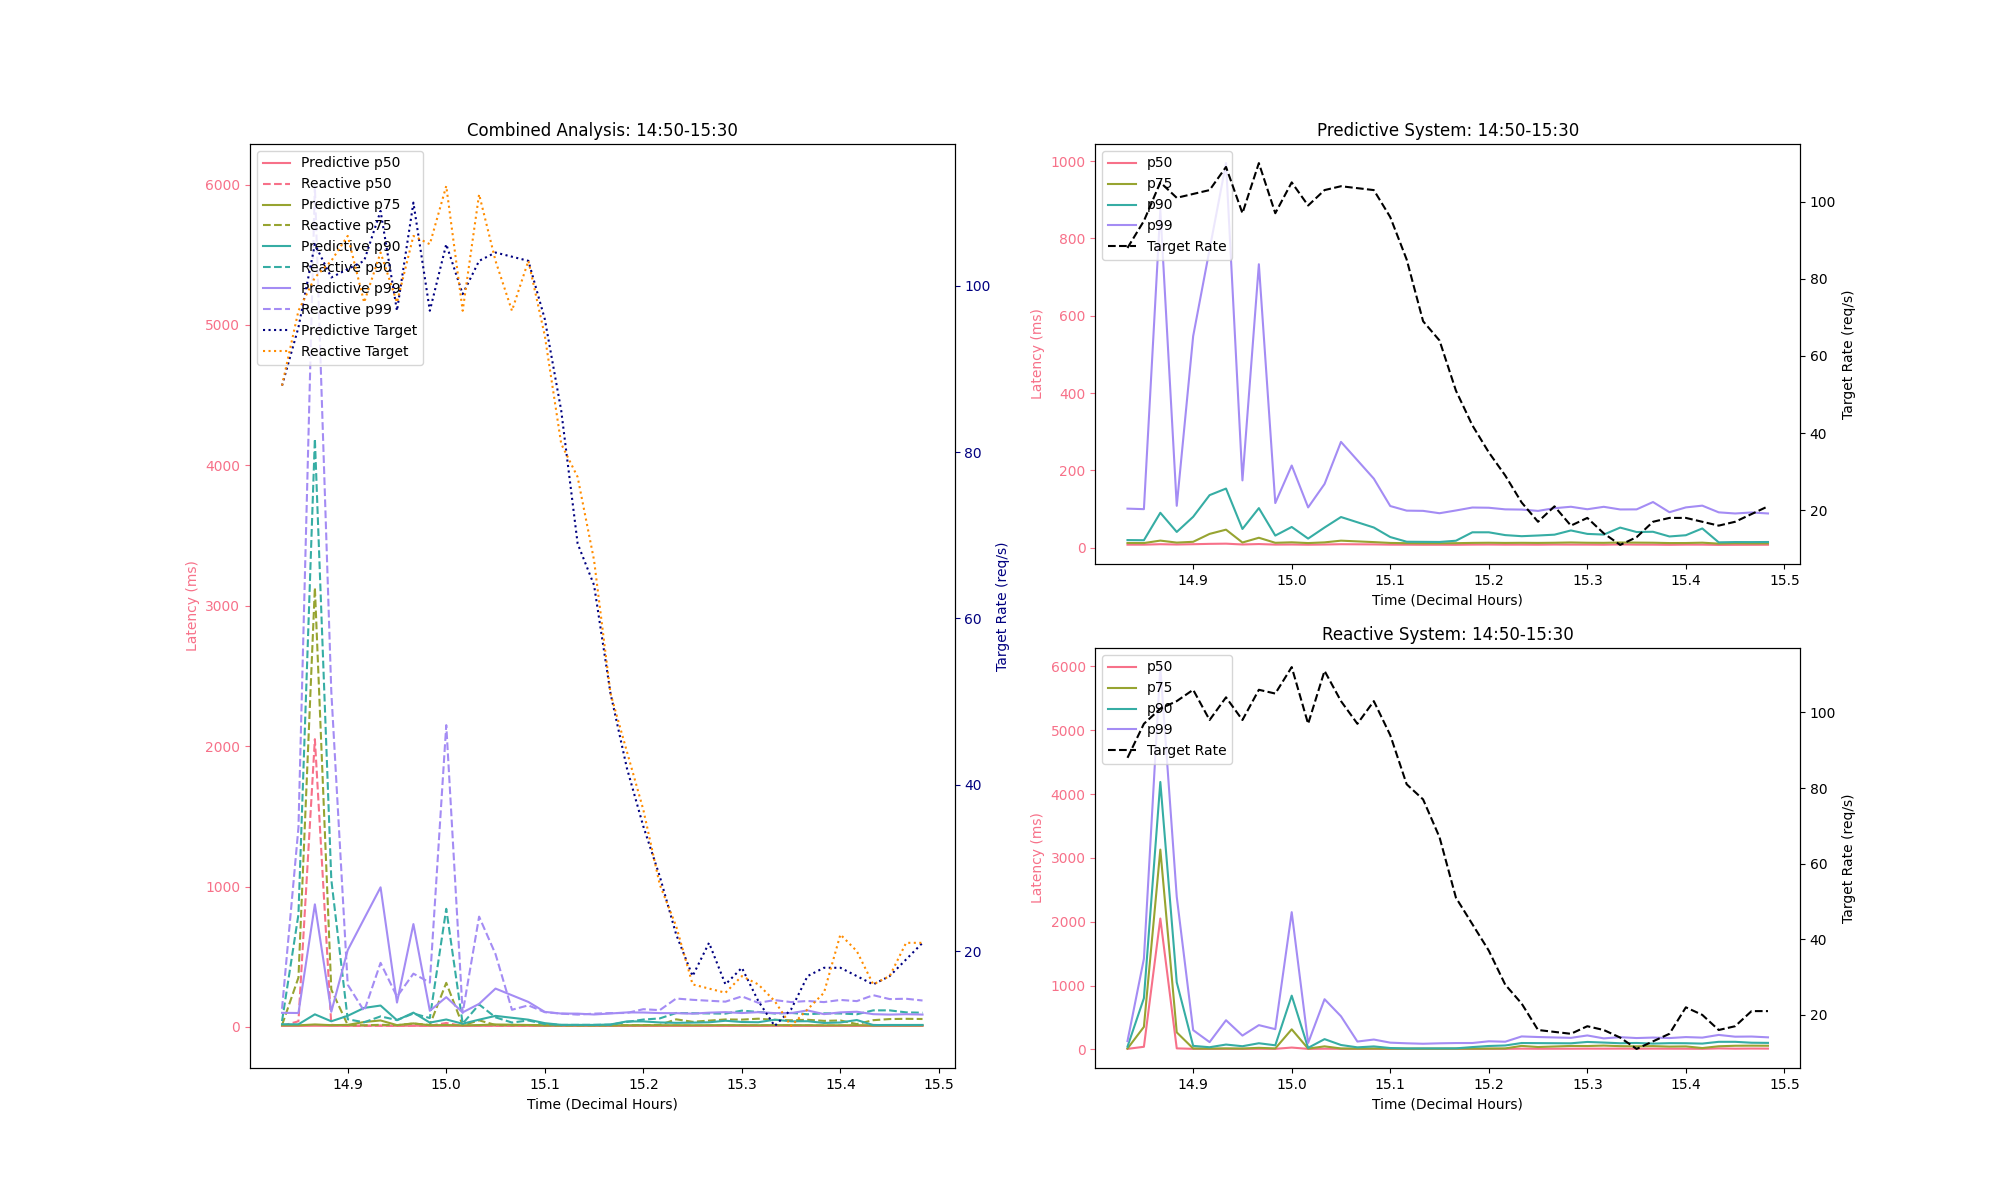 Combined Analysis: 14:50-15:30
Predictive p50
Reactive p50
Predictive p75
Reactive p75
Predictive p90
Reactive p90
Predictive p99
Reactive p99
Predictive Target
Reactive Target
6000
5000
4000
3000
2000
1000
0
Latency (ms)
100
80
60
40
20
Target Rate (req/s)
14.9 15.0 15.1 15.2 15.3 15.4 15.5
Time (Decimal Hours)
Predictive System: 14:50-15:30
p50
p75
p90
p99
Target Rate
1000
800
600
400
200
0
Latency (ms)
100
80
60
40
20
Target Rate (req/s)
14.9 15.0 15.1 15.2 15.3 15.4 15.5
Time (Decimal Hours)
Reactive System: 14:50-15:30
p50
p75
p90
p99
Target Rate
6000
5000
4000
3000
2000
1000
0
Latency (ms)
100
80
60
40
20
Target Rate (req/s)
14.9 15.0 15.1 15.2 15.3 15.4 15.5
Time (Decimal Hours)